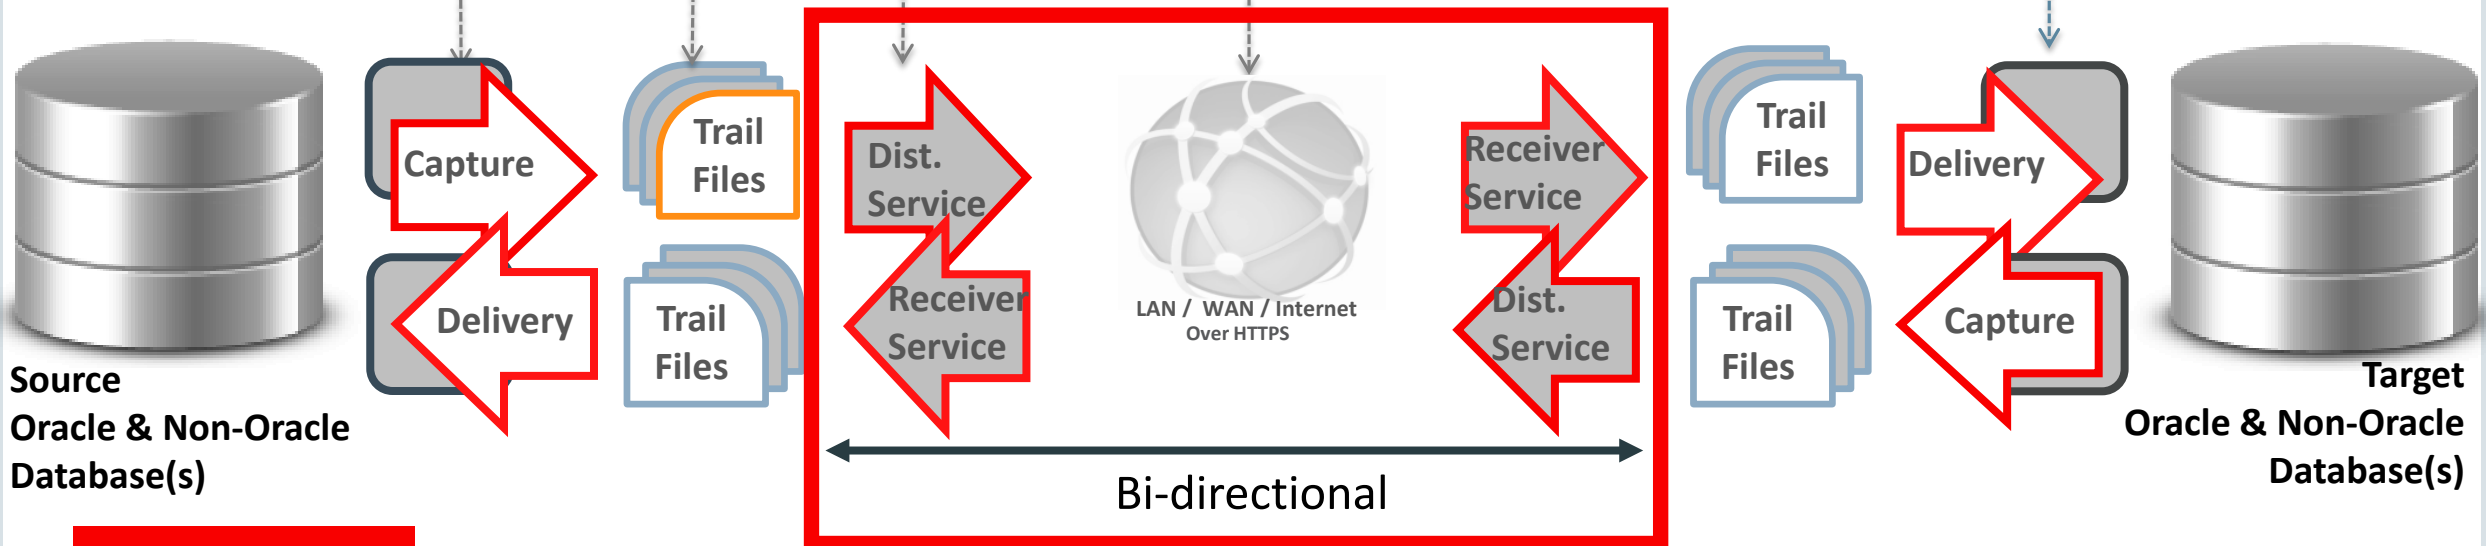 Capture
Trail
Files
Dist.
Service
LAN / WAN / Internet
Over HTTPS
Receiver
Service
Trail
Files
Delivery
Delivery
Trail
Files
Receiver
Service
Dist.
Service
Trail
Files
Capture
Source
Oracle & Non-Oracle
Database(s)
Bi-directional
Target
Oracle & Non-Oracle
Database(s)